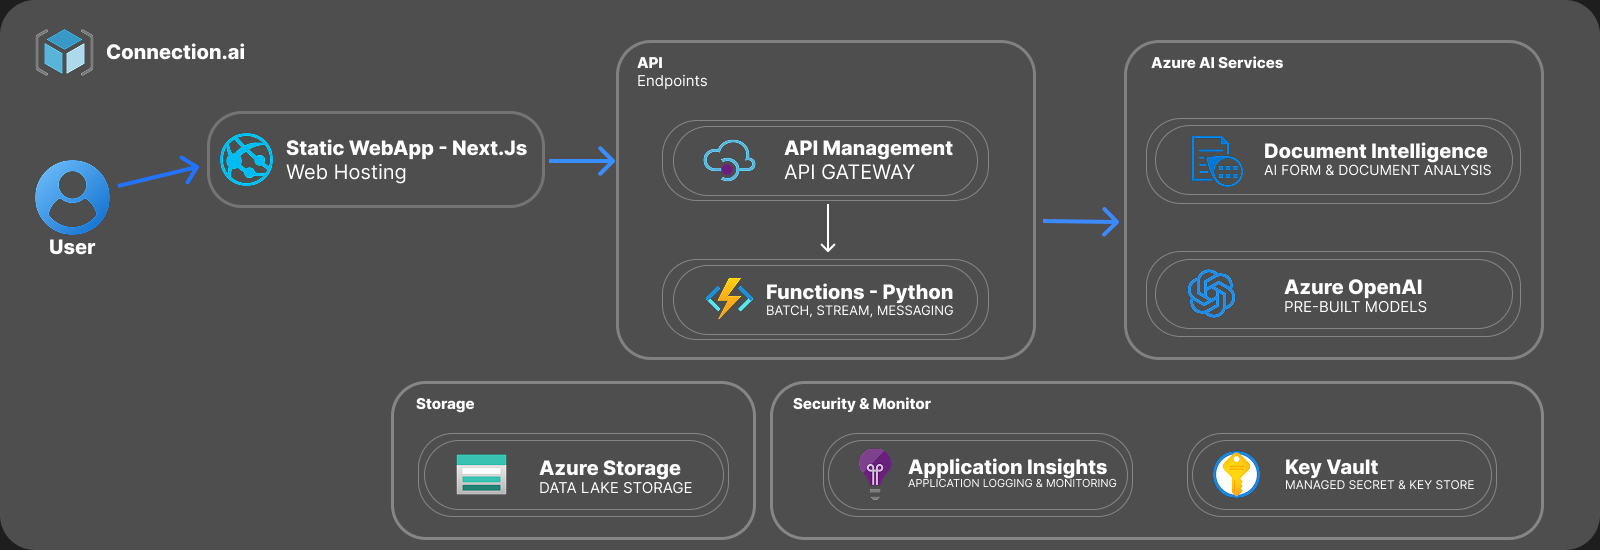 Connection.ai
User
Static WebApp - Next.Js
Web Hosting
API
Endpoints
API Management
API GATEWAY
Functions - Python
BATCH, STREAM, MESSAGING
Azure AI Services
Document Intelligence
AI FORM & DOCUMENT ANALYSIS
Azure OpenAI
PRE-BUILT MODELS
Storage
Azure Storage
DATA LAKE STORAGE
Security & Monitor
Application Insights
APPLICATION LOGGING & MONITORING
Key Vault
MANAGED SECRET & KEY STORE